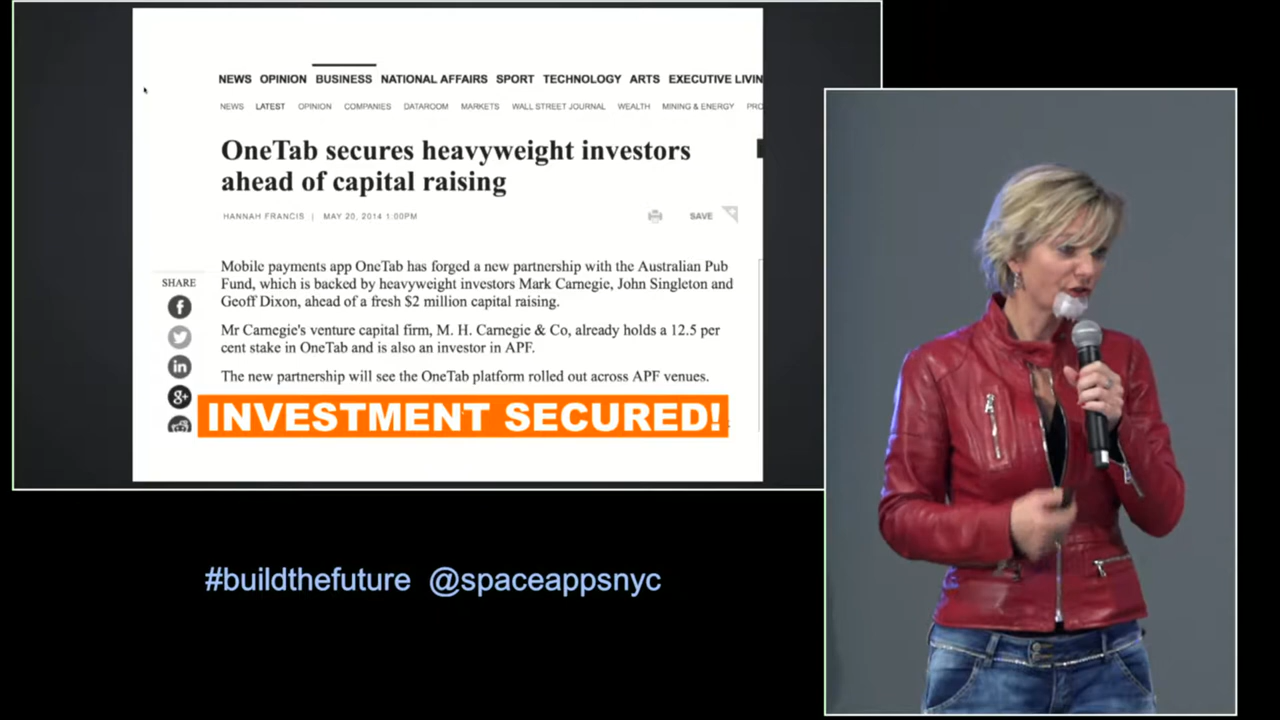 NEWS OPINION BUSINESS NATIONAL AFFAIRS SPORT TECHNOLOGY ARTS EXECUTIVE LIVIN
NEWS LATEST OPINION COMPANIES DATAROOM MARKETS WALL STREET JOURNAL WEALTH MINING & ENERGY PRO
OneTab secures heavyweight investors
ahead of capital raising
HANNAH FRANCIS | MAY 20, 2014 1:00PM
SAVE
SHARE
Mobile payments app OneTab has forged a new partnership with the Australian Pub
Fund, which is backed by heavyweight investors Mark Carnegie, John Singleton and
Geoff Dixon, ahead of a fresh $2 million capital raising.
Mr Carnegie's venture capital firm, M. H. Carnegie & Co, already holds a 12.5 per
cent stake in OneTab and is also an investor in APF.
The new partnership will see the OneTab platform rolled out across APF venues.
INVESTMENT SECURED!
#buildthefuture @spaceappsnyc